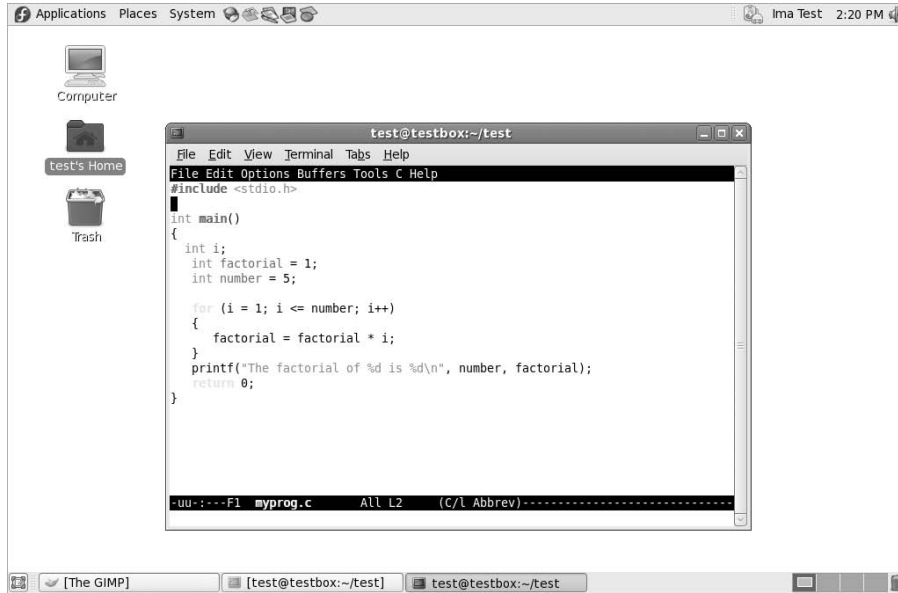 Applications Places System Ima Test 2:20 PM
Computer
test's Home
Trash
test@testbox:~/test
File Edit View Terminal Tabs Help
File Edit Options Buffers Tools C Help
#include <stdio.h>
int main()
{
  int i;
   int factorial = 1;
   int number = 5;
   for (i = 1; i <= number; i++)
   {
      factorial = factorial * i;
   }
   printf("The factorial of %d is %d\n", number, factorial);
   return 0;
}
-uu-:---F1  myprog.c       All L2     (C/l Abbrev)------------------------------
[The GIMP] [test@testbox:~/test] test@testbox:~/test